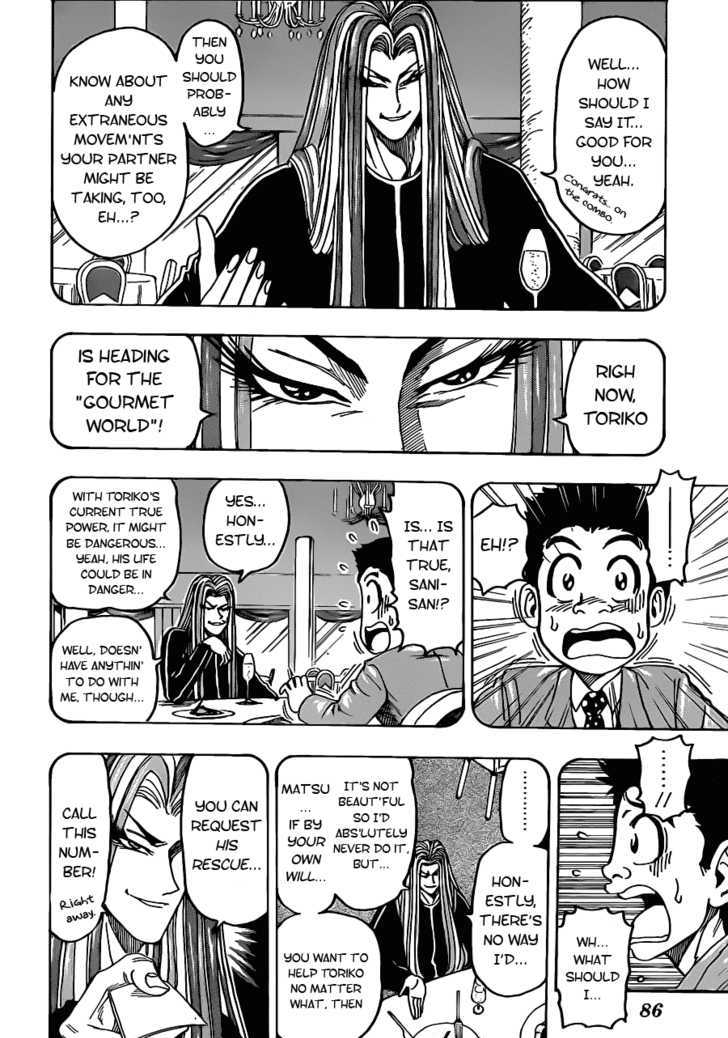 WELL...
HOW
SHOULD I
SAY IT...
GOOD FOR
YOU...
YEAH.
Congrats.. on
the combo.
THEN
YOU
SHOULD
PROB-
ABLY
...
KNOW ABOUT
ANY
EXTRANEOUS
MOVEM'NTS
YOUR PARTNER
MIGHT BE
TAKING, TOO,
EH...?
RIGH
NOW,
TORIKO
IS HEADING
FOR THE
"GOURMET
WORLD"!
.......
EH!?
IS... IS
THAT
TRUE,
SANI-
SAN!?
YES...
HON-
ESTLY...
WITH TORIKO'S
CURRENT TRUE
POWER, IT MIGHT
BE DANGEROUS...
YEAH, HIS LIFE
COULD BE IN
DANGER...
WELL, DOESN'
HAVE ANYTHIN'
TO DO WITH
ME, THOUGH...
.......
WH...
WHAT
SHOULD
I...
........
HON-
ESTLY,
THERE'S
NO WAY
I'D...
IT'S NOT
BEAUT'FUL
SO I'D
ABS'LUTELY
NEVER DO IT,
BUT...
MATSU
...
IF BY
YOUR
OWN
WILL...
YOU WANT TO
HELP TORIKO
NO MATTER
WHAT, THEN
YOU CAN
REQUEST
HIS
RESCUE...
CALL
THIS
NUM-
BER!
Right
away.
86